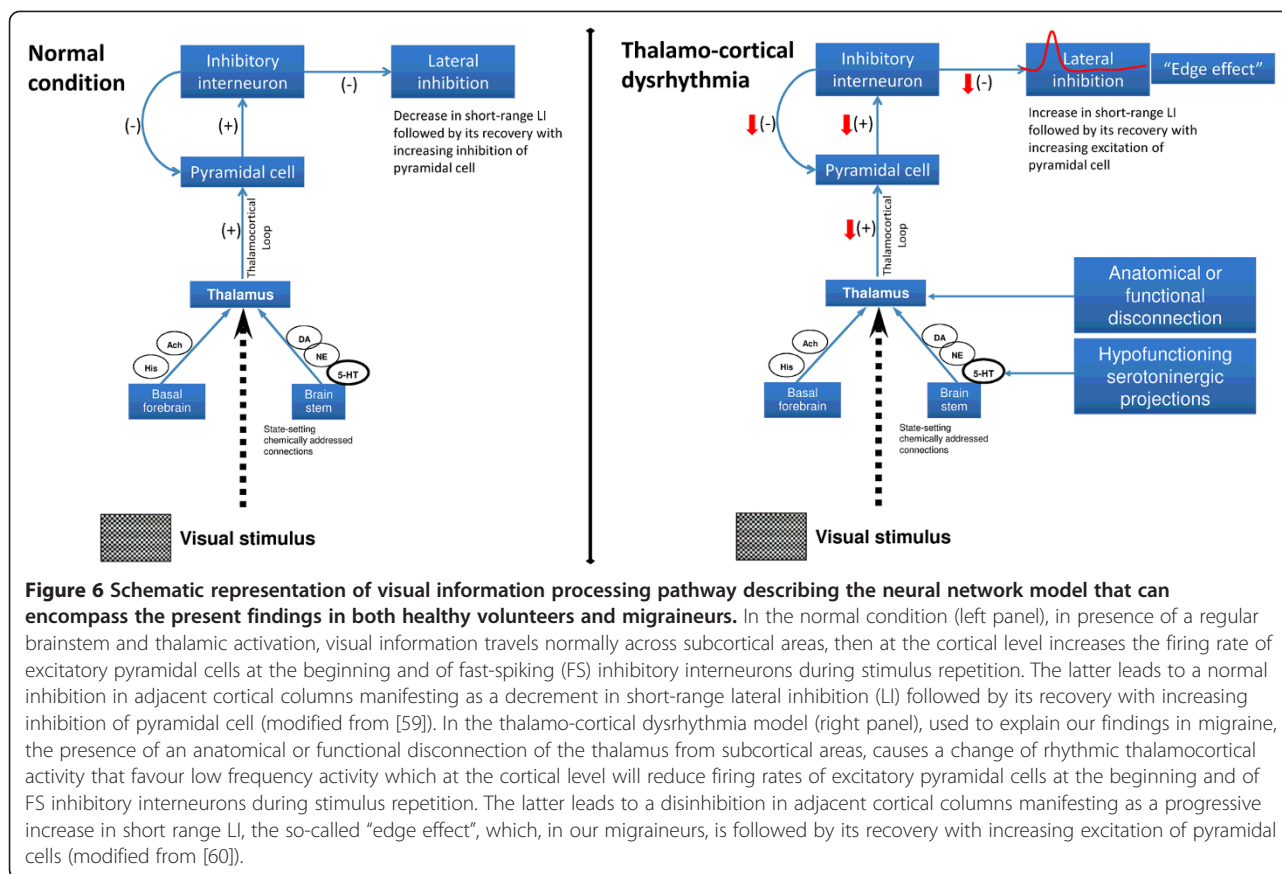 Normal
condition
Inhibitory
interneuron
(-)
Lateral
inhibition
(-)
(+)
Decrease in short-range LI
followed by its recovery with
increasing inhibition of
pyramidal cell
Pyramidal cell
(+)
Thalamocortical
Loop
Thalamus
Ach
His
DA
NE
5-HT
Basal
forebrain
Brain
stem
State-setting
chemically addressed
connections
Visual stimulus
Thalamo-cortical
dysrhythmia
Inhibitory
interneuron
(-)
Lateral
inhibition
“Edge effect”
(-)
(+)
Increase in short-range LI
followed by its recovery with
increasing excitation of
pyramidal cell
Pyramidal cell
(+)
Thalamocortical
Loop
Thalamus
Anatomical or
functional
disconnection
Ach
His
DA
NE
5-HT
Hypofunctioning
serotoninergic
projections
Basal
forebrain
Brain
stem
State-setting
chemically addressed
connections
Visual stimulus
Figure 6 Schematic representation of visual information processing pathway describing the neural network model that can
encompass the present findings in both healthy volunteers and migraineurs. In the normal condition (left panel), in presence of a regular
brainstem and thalamic activation, visual information travels normally across subcortical areas, then at the cortical level increases the firing rate of
excitatory pyramidal cells at the beginning and of fast-spiking (FS) inhibitory interneurons during stimulus repetition. The latter leads to a normal
inhibition in adjacent cortical columns manifesting as a decrement in short-range lateral inhibition (LI) followed by its recovery with increasing
inhibition of pyramidal cell (modified from [59]). In the thalamo-cortical dysrhythmia model (right panel), used to explain our findings in migraine,
the presence of an anatomical or functional disconnection of the thalamus from subcortical areas, causes a change of rhythmic thalamocortical
activity that favour low frequency activity which at the cortical level will reduce firing rates of excitatory pyramidal cells at the beginning and of
FS inhibitory interneurons during stimulus repetition. The latter leads to a disinhibition in adjacent cortical columns manifesting as a progressive
increase in short range LI, the so-called “edge effect”, which, in our migraineurs, is followed by its recovery with increasing excitation of pyramidal
cells (modified from [60]).